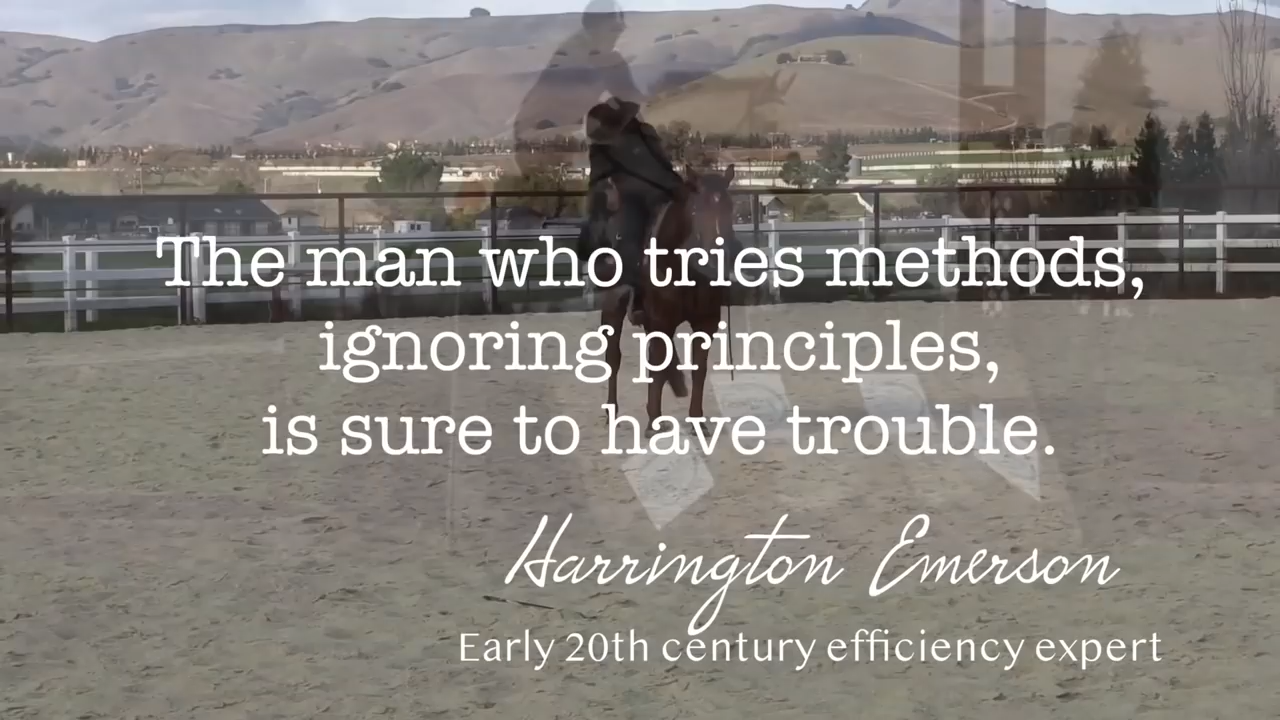 The man who tries methods,
ignoring principles,
is sure to have trouble.
Harrington Emerson
Early 20th century efficiency expert